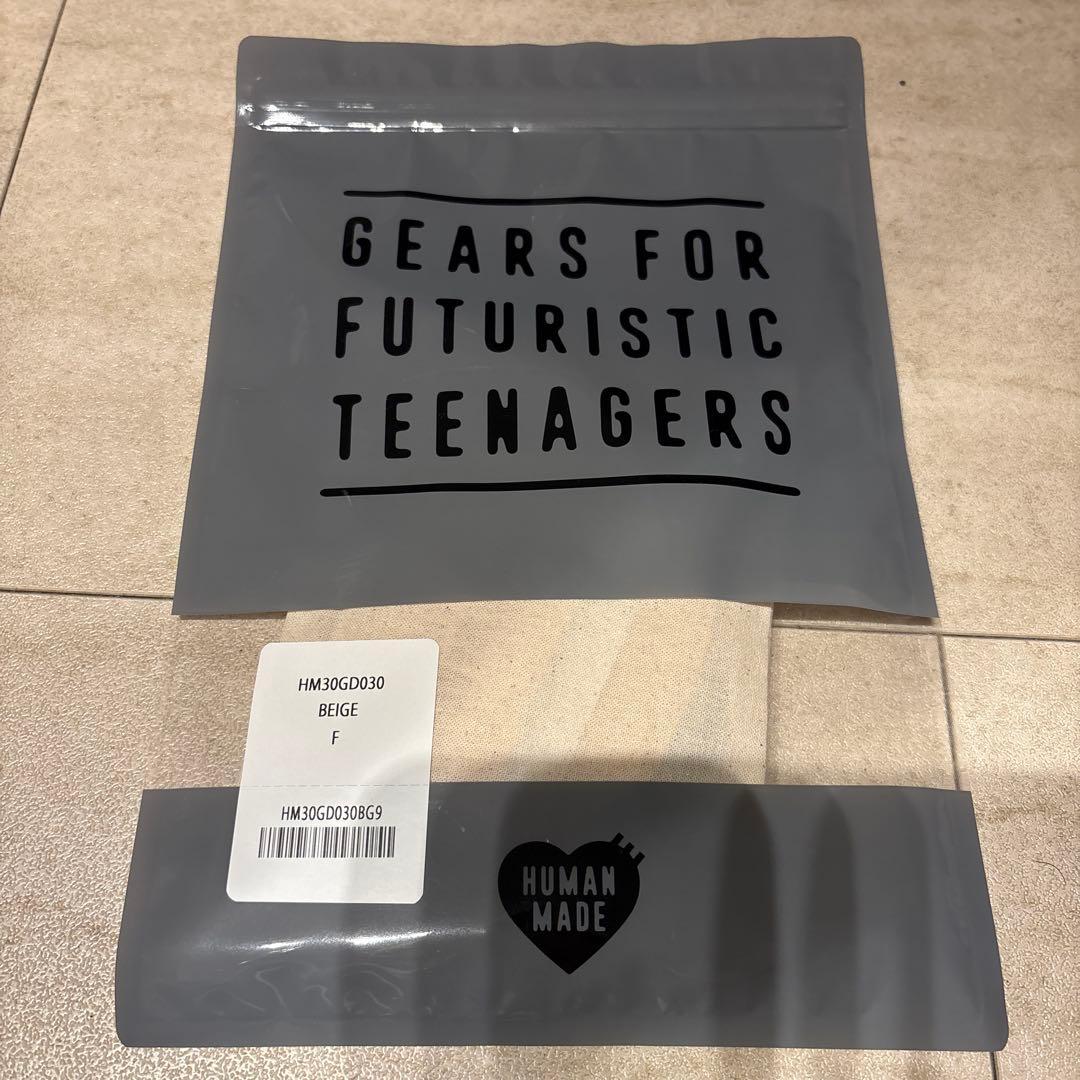 GEARS FOR
FUTURISTIC
TEENAGERS
HM30GD030
BEIGE
F
HM30GD030BG9
HUMAN
MADE